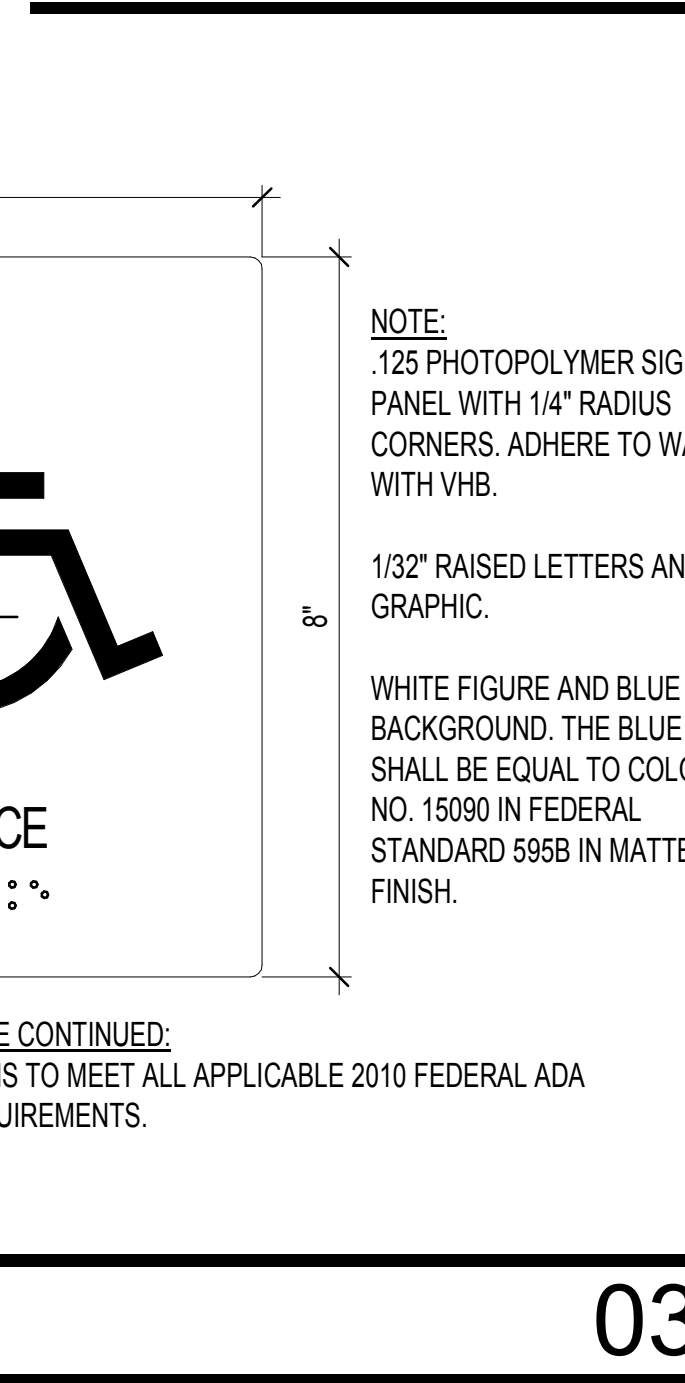 NOTE:
.125 PHOTOPOLYMER SIG
PANEL WITH 1/4" RADIUS
CORNERS. ADHERE TO WA
WITH VHB.
1/32" RAISED LETTERS AN
GRAPHIC.
8"
WHITE FIGURE AND BLUE
BACKGROUND. THE BLUE
SHALL BE EQUAL TO COLO
NO. 15090 IN FEDERAL
STANDARD 595B IN MATTE
FINISH.
CE
E CONTINUED:
NS TO MEET ALL APPLICABLE 2010 FEDERAL ADA
UIREMENTS.
03